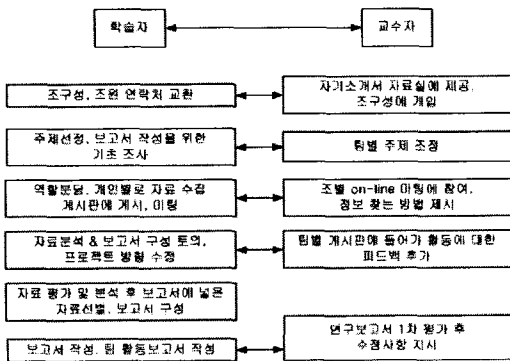 학술자
교수자
조구성, 조원 연락처 교환
자기소개서 자료실에 제공,
조구성에 개입
주제선정, 보고서 작성을 위한
기초 조사
팀별 주제 조정
역할분담, 개인별로 자료 수집
게시판에 게시, 미팅
조별 on-line 미팅에 참여,
정보 찾는 방법 제시
자료분석 & 보고서 구성 토의,
프로젝트 방향 수정
팀별 게시판에 들어가 활동에 대한
피드백 추가
자료 평가 및 분석 후 보고서에 넣은
자료선별, 보고서 구성
보고서 작성, 팀 활동보고서 작성
연구보고서 1차 평가 후
수정사항 지시